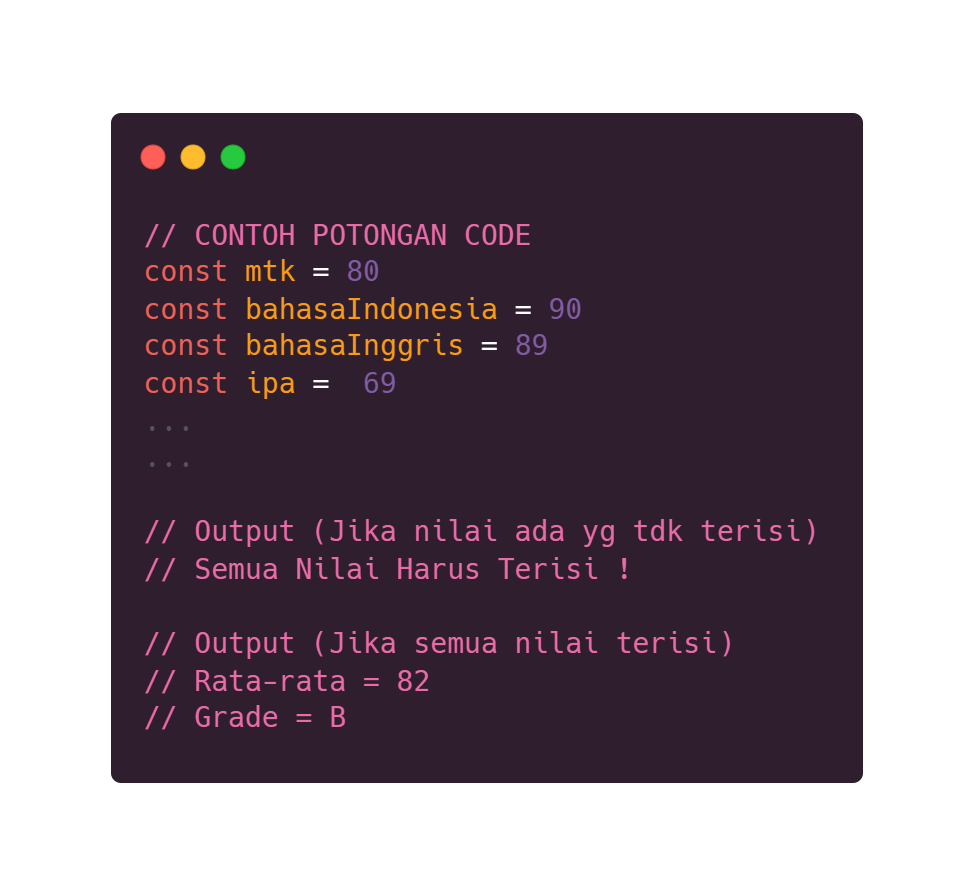 // CONTOH POTONGAN CODE
const mtk = 80
const bahasaIndonesia = 90
const bahasaInggris = 89
const ipa =  69
...
...
// Output (Jika nilai ada yg tdk terisi)
// Semua Nilai Harus Terisi !
// Output (Jika semua nilai terisi)
// Rata-rata = 82
// Grade = B